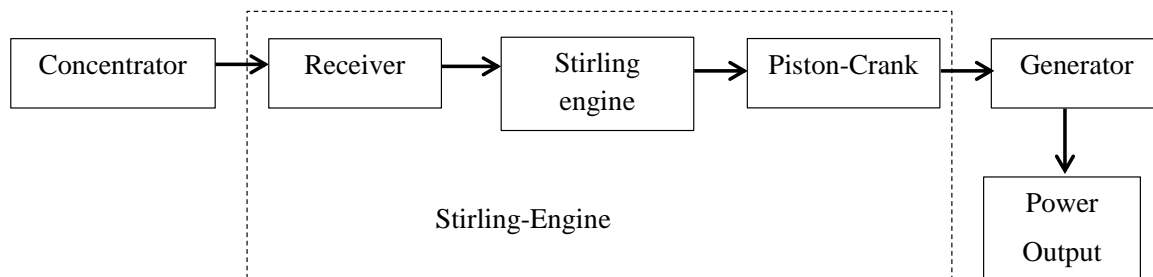 Concentrator
Receiver
Stirling
engine
Piston-Crank
Generator
Stirling-Engine
Power
Output